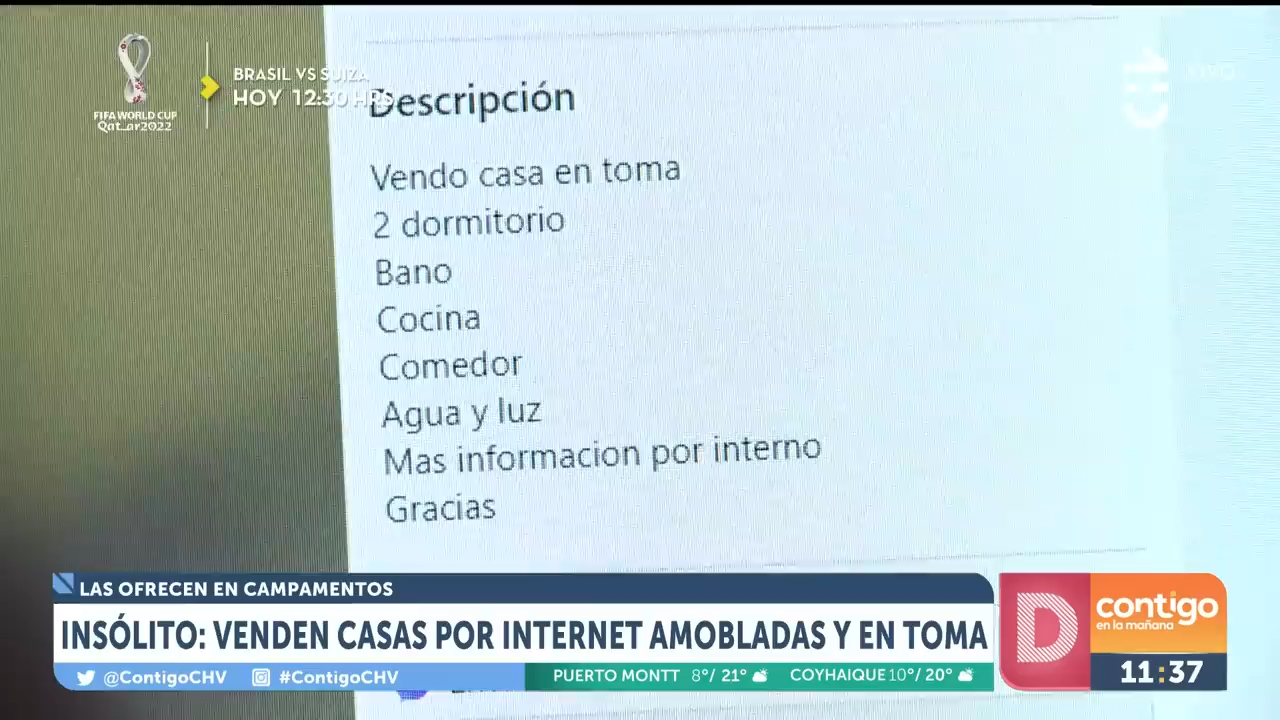 BRASIL VS SUIZA
HOY 12:30 HRS
FIFA WORLD CUP
Qatar2022
VIVO
Descripción
Vendo casa en toma
2 dormitorio
Bano
Cocina
Comedor
Agua y luz
Mas informacion por interno
Gracias
LAS OFRECEN EN CAMPAMENTOS
INSÓLITO: VENDEN CASAS POR INTERNET AMOBLADAS Y EN TOMA
@ContigoCHV #ContigoCHV PUERTO MONTT 8°/ 21° COYHAIQUE 10°/ 20°
D
contigo
en la mañana
11:37